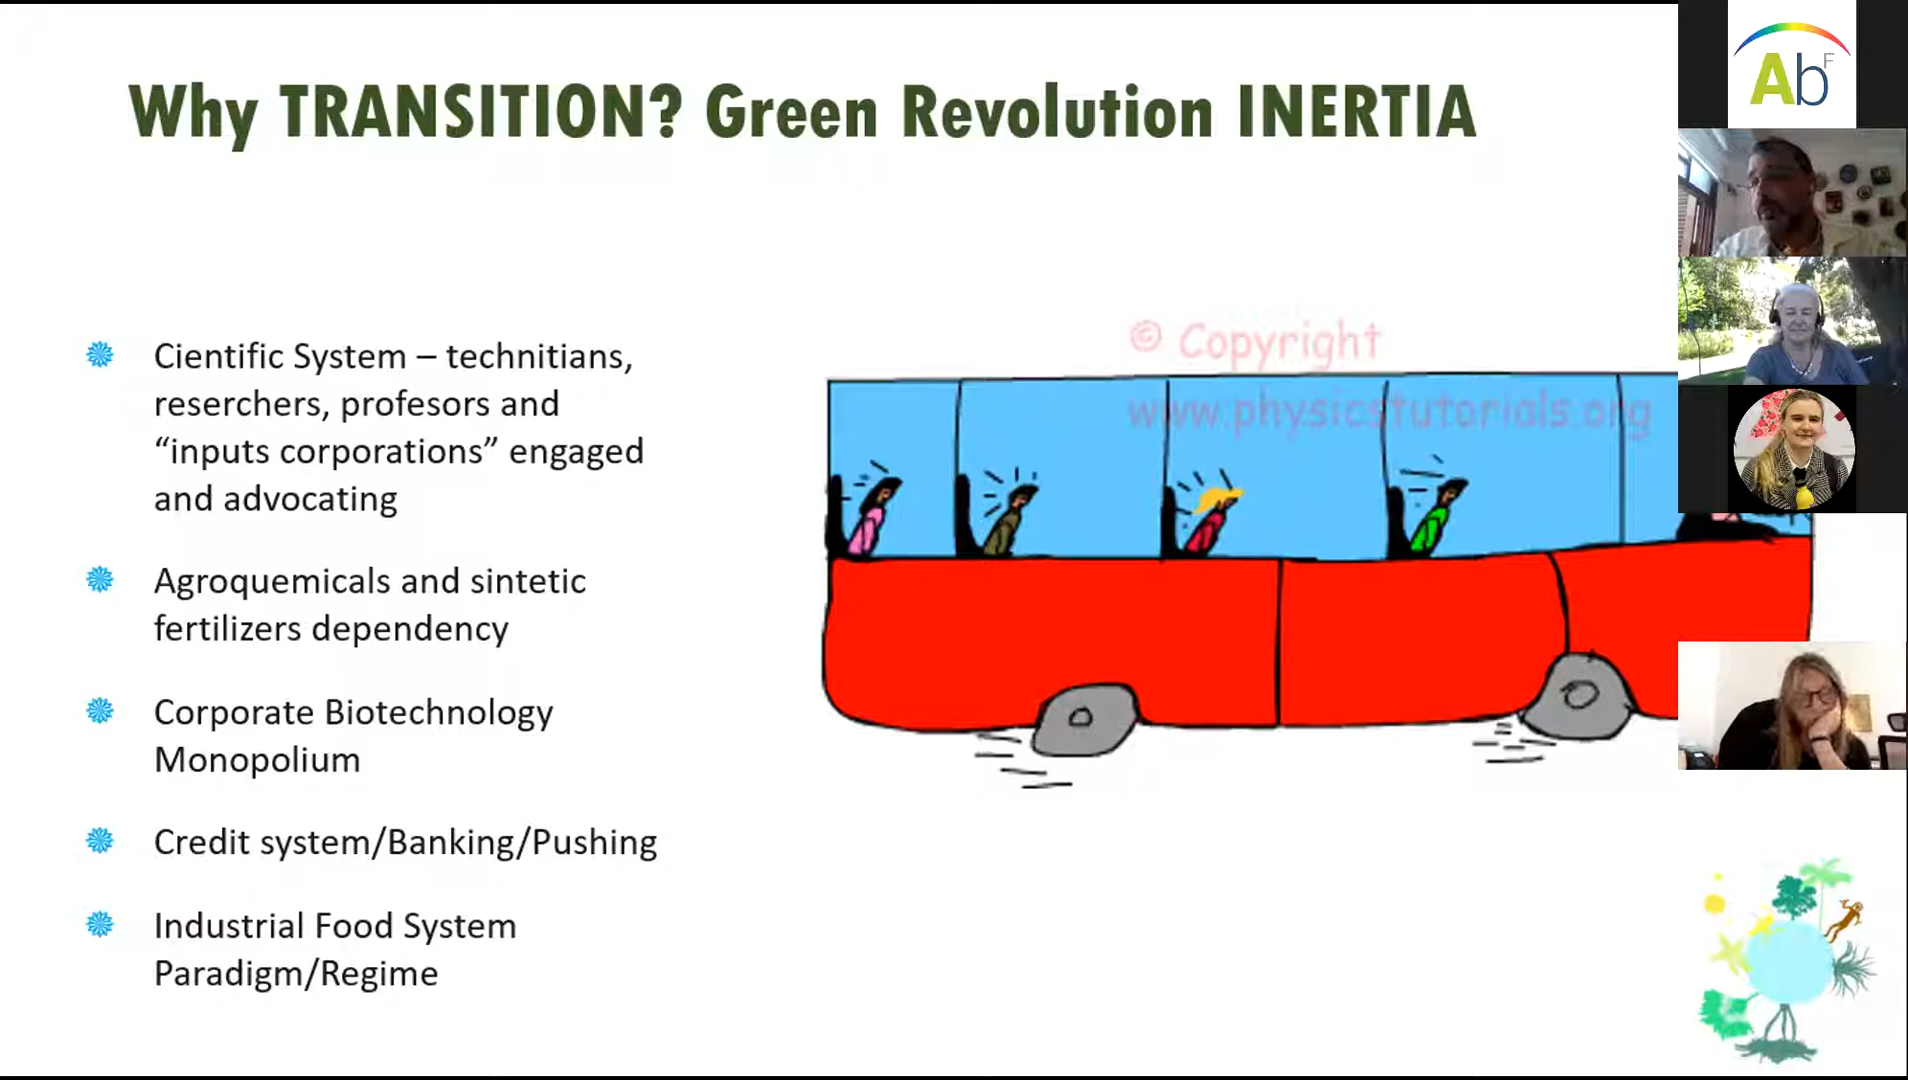 Why TRANSITION? Green Revolution INERTIA
Cientific System – technitians,
reserchers, profesors and
“inputs corporations” engaged
and advocating
Agroquemicals and sintetic
fertilizers dependency
Corporate Biotechnology
Monopolium
Credit system/Banking/Pushing
Industrial Food System
Paradigm/Regime
© Copyright
www.physicstutorials.org
Ab F